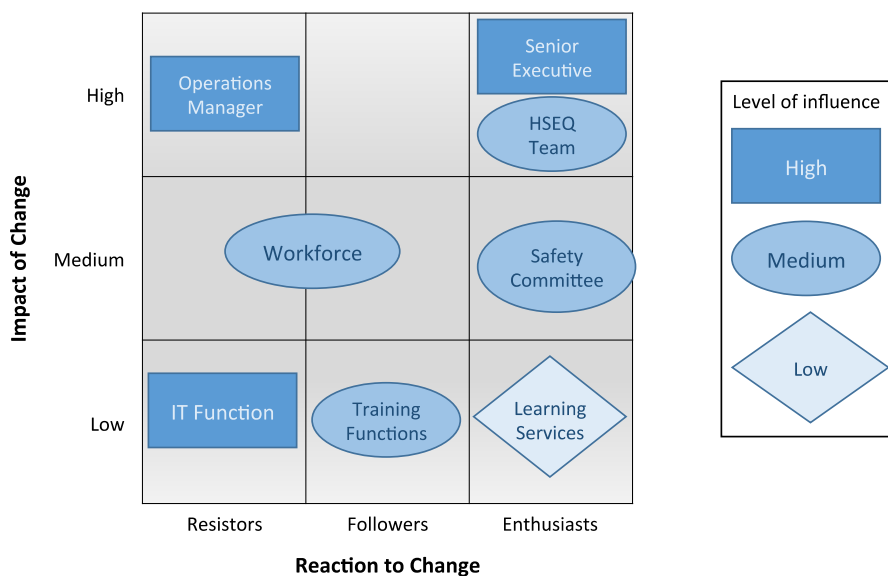 Senior
Executive
Operations
Manager
High
HSEQ
Team
Level of influence
High
Impact of Change
Medium
Workforce
Safety
Committee
Medium
Low
Low
IT Function
Training
Functions
Learning
Services
Resistors
Followers
Enthusiasts
Reaction to Change